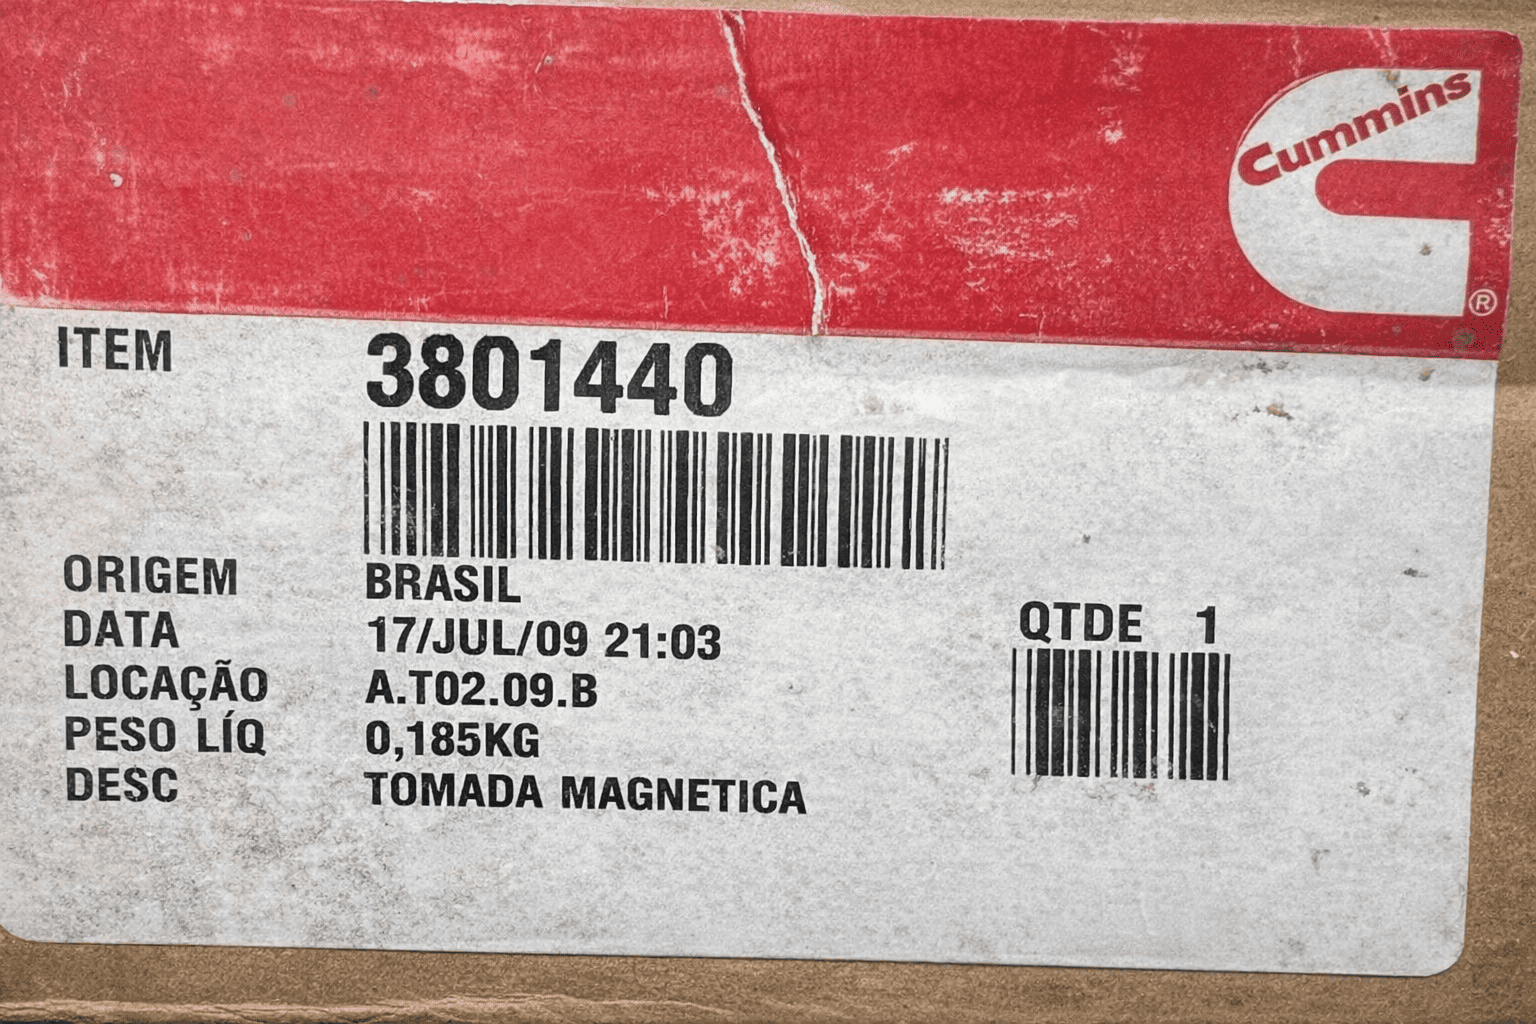 Cummins
®
ITEM 3801440
ORIGEM BRASIL
DATA 17/JUL/09 21:03
QTDE 1
LOCAÇÃO A.T02.09.B
PESO LÍQ 0,185KG
DESC TOMADA MAGNETICA